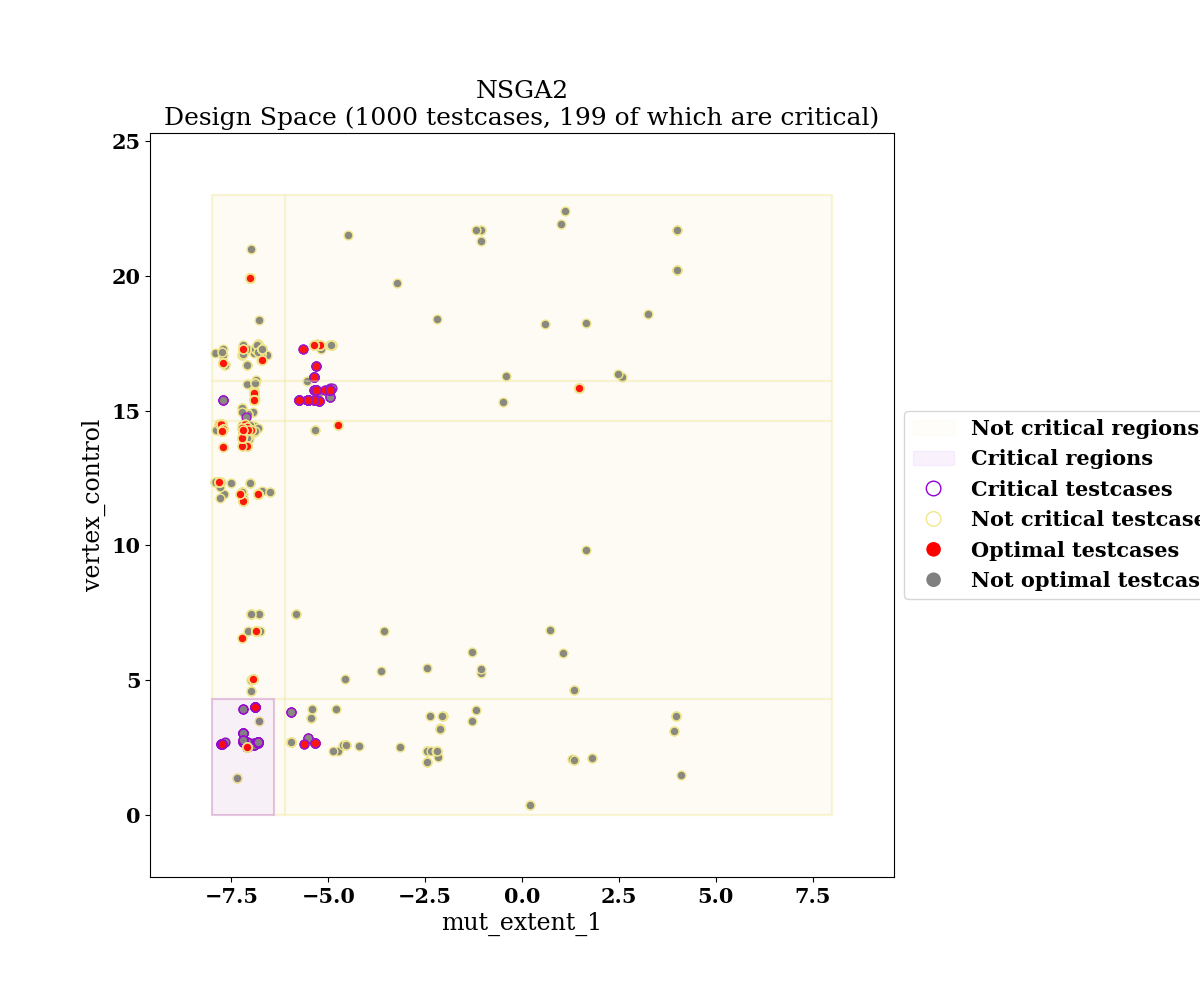 NSGA2
Design Space (1000 testcases, 199 of which are critical)
25
20
15
10
5
0
vertex_control
−7.5 −5.0 −2.5 0.0 2.5 5.0 7.5
mut_extent_1
Not critical regions
Critical regions
Critical testcases
Not critical testcase
Optimal testcases
Not optimal testcas